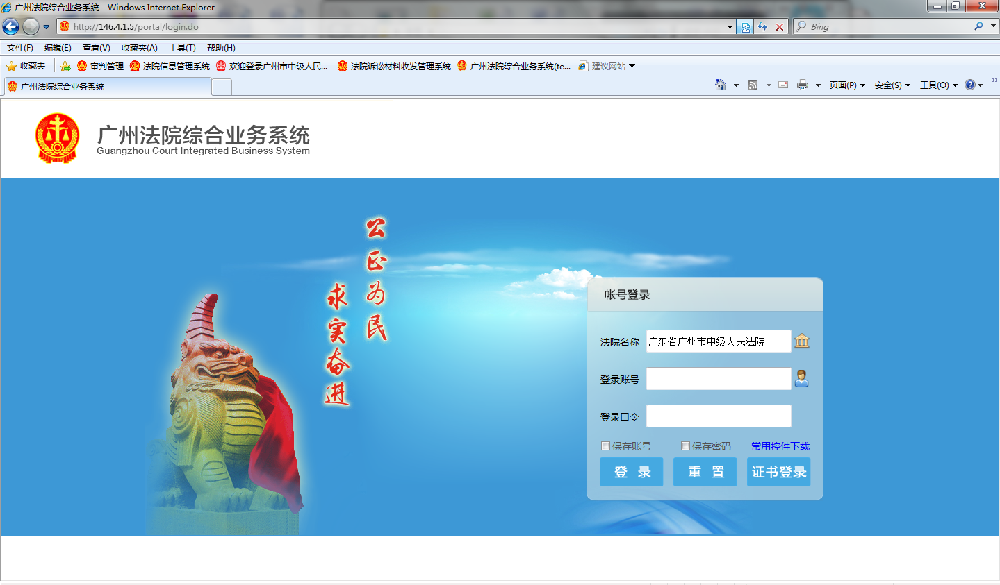 广州法院综合业务系统 - Windows Internet Explorer
http://146.4.1.5/portal/login.do
Bing
文件(F) 编辑(E) 查看(V) 收藏夹(A) 工具(T) 帮助(H)
收藏夹 审判管理 法院信息管理系统 欢迎登录广州市中级人民... 法院诉讼材料收发管理系统 广州法院综合业务系统(te... 建议网站
广州法院综合业务系统
页面(P) 安全(S) 工具(O)
广州法院综合业务系统
Guangzhou Court Integrated Business System
公正为民
求实奋进
帐号登录
法院名称 广东省广州市中级人民法院
登录账号
登录口令
保存账号 保存密码 常用控件下载
登 录 重 置 证书登录